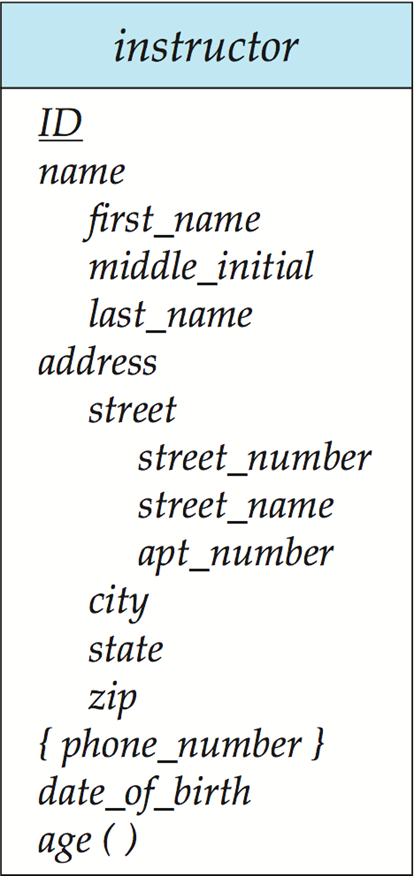 instructor
ID
name
first_name
middle_initial
last_name
address
street
street_number
street_name
apt_number
city
state
zip
{ phone_number }
date_of_birth
age ( )